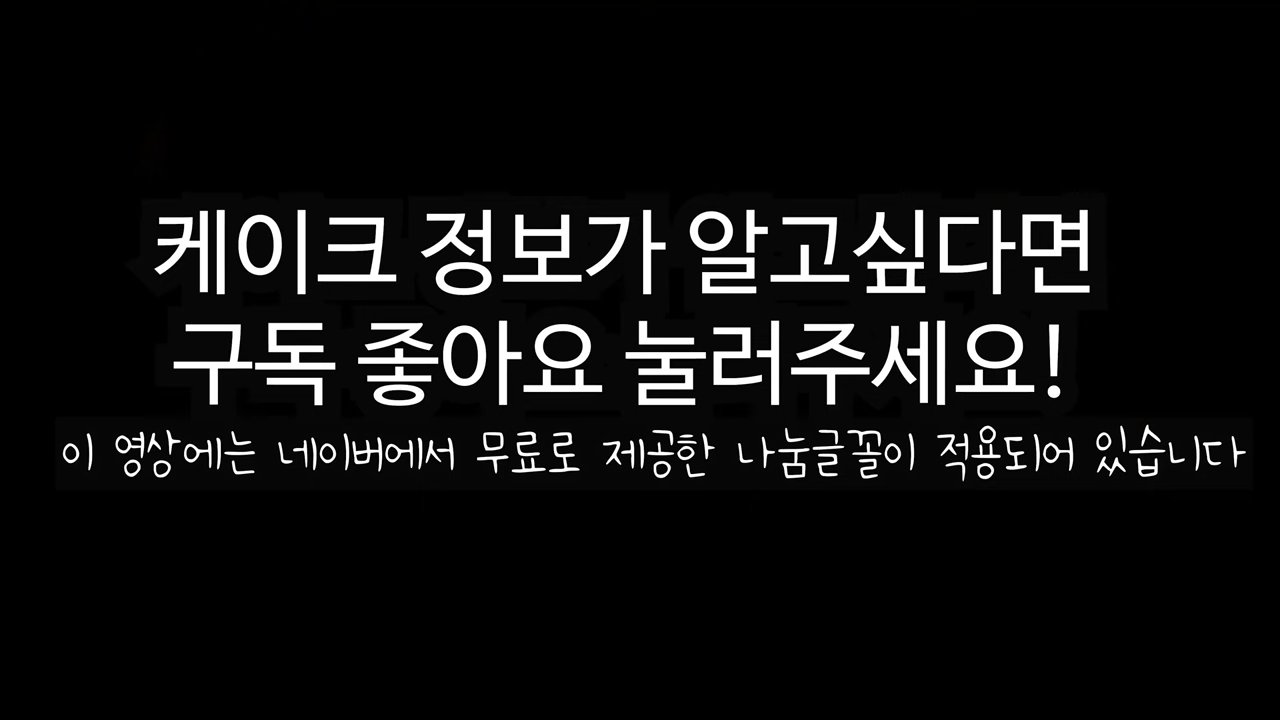 케이크 정보가 알고싶다면
구독 좋아요 눌러주세요!
이 영상에는 네이버에서 무료로 제공한 나눔글꼴이 적용되어 있습니다